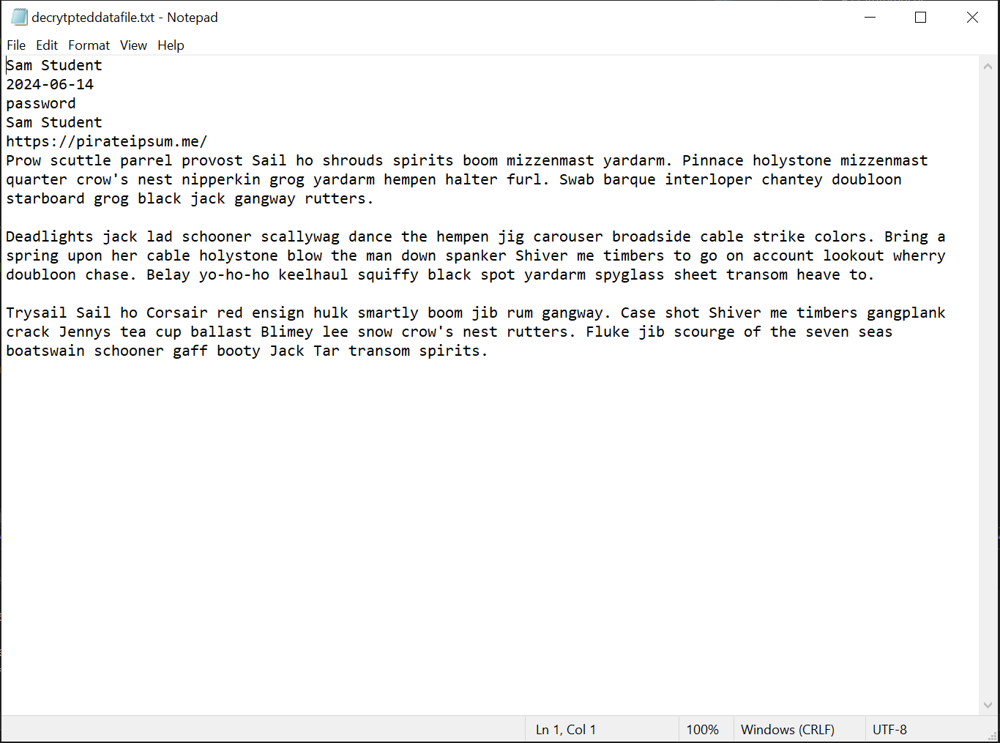 decrytpteddatafile.txt - Notepad
File Edit Format View Help
Sam Student
2024-06-14
password
Sam Student
https://pirateipsum.me/
Prow scuttle parrel provost Sail ho shrouds spirits boom mizzenmast yardarm. Pinnace holystone mizzenmast
quarter crow's nest nipperkin grog yardarm hempen halter furl. Swab barque interloper chantey doubloon
starboard grog black jack gangway rutters.
Deadlights jack lad schooner scallywag dance the hempen jig carouser broadside cable strike colors. Bring a
spring upon her cable holystone blow the man down spanker Shiver me timbers to go on account lookout wherry
doubloon chase. Belay yo-ho-ho keelhaul squiffy black spot yardarm spyglass sheet transom heave to.
Trysail Sail ho Corsair red ensign hulk smartly boom jib rum gangway. Case shot Shiver me timbers gangplank
crack Jennys tea cup ballast Blimey lee snow crow's nest rutters. Fluke jib scourge of the seven seas
boatswain schooner gaff booty Jack Tar transom spirits.
Ln 1, Col 1 100% Windows (CRLF) UTF-8